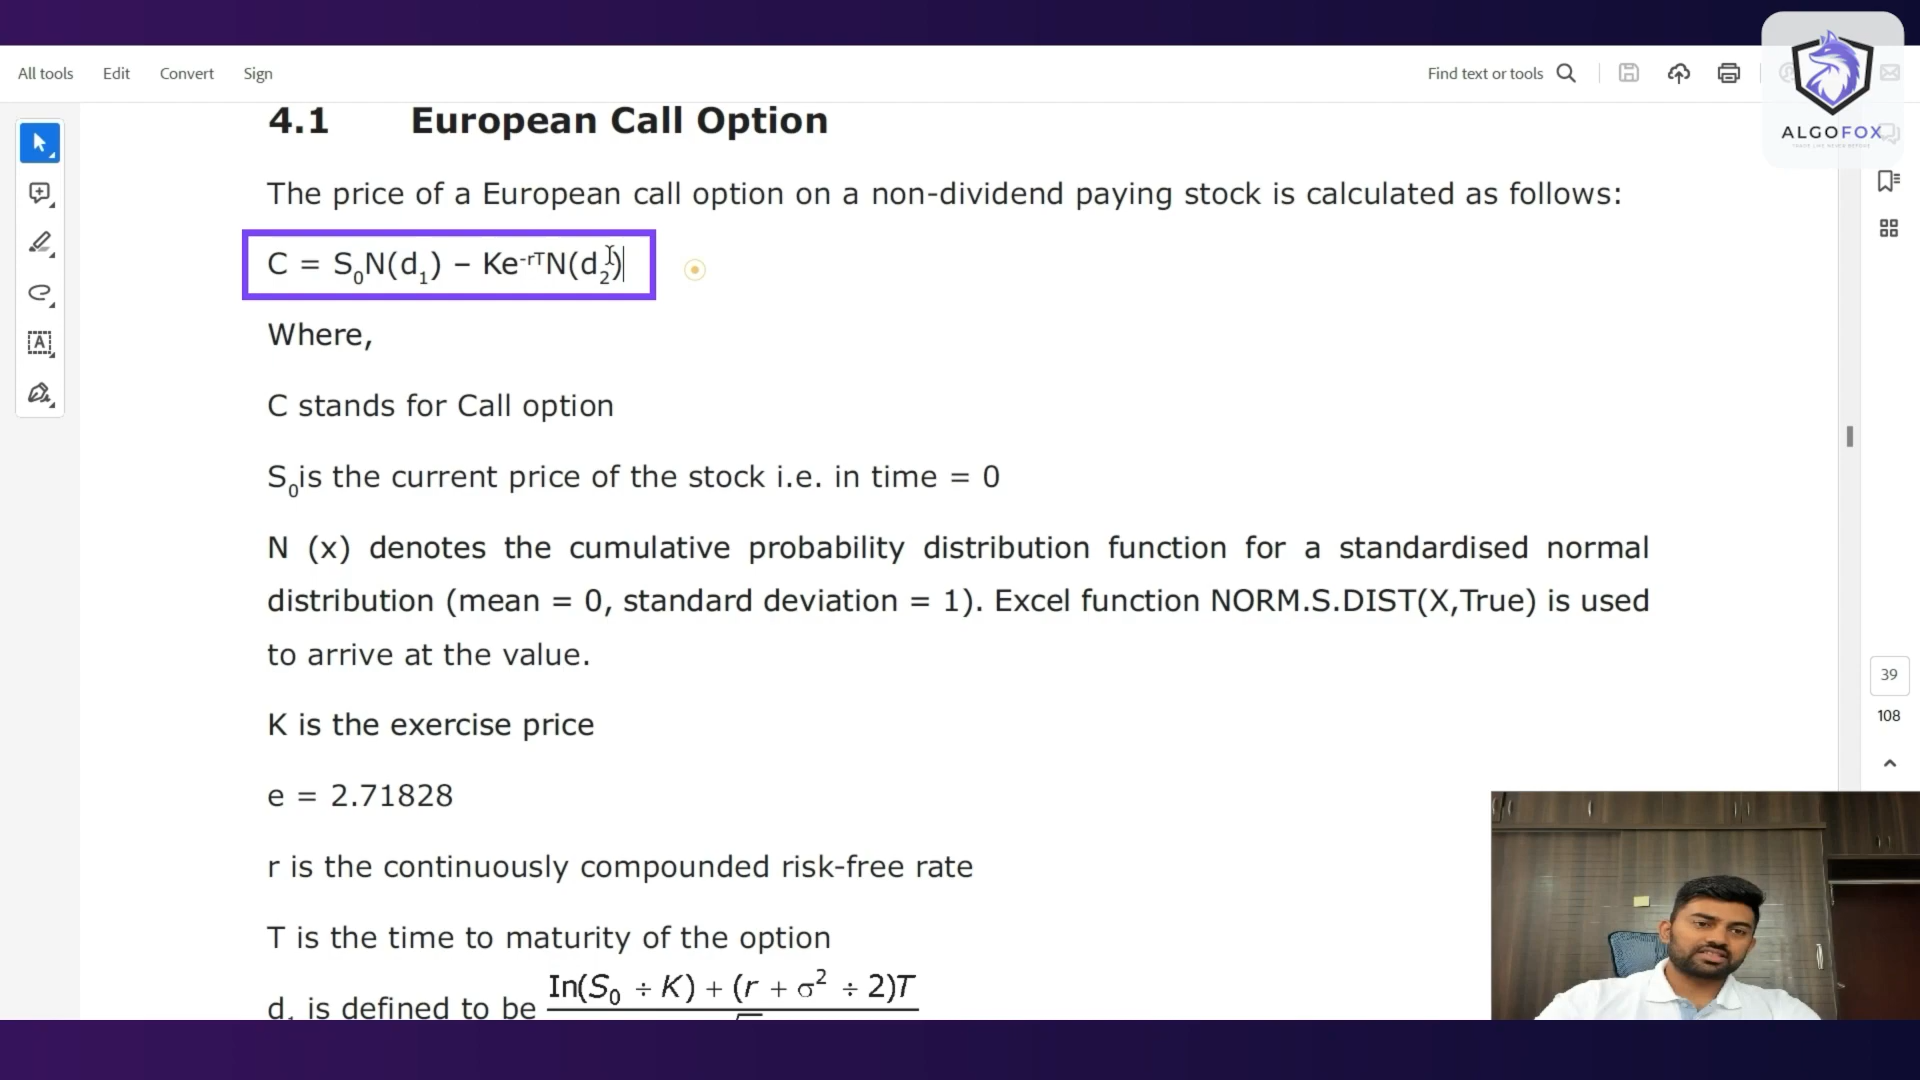 All tools Edit Convert Sign Find text or tools
ALGOFOX
4.1 European Call Option
The price of a European call option on a non-dividend paying stock is calculated as follows:
C = S₀N(d₁) – Ke⁻ʳᵀN(d₂)
Where,
C stands for Call option
S₀is the current price of the stock i.e. in time = 0
N (x) denotes the cumulative probability distribution function for a standardised normal
distribution (mean = 0, standard deviation = 1). Excel function NORM.S.DIST(X,True) is used
to arrive at the value.
K is the exercise price
e = 2.71828
r is the continuously compounded risk-free rate
T is the time to maturity of the option
d₁ is defined to be In(S₀ ÷ K) + (r + σ² ÷ 2)T
39
108